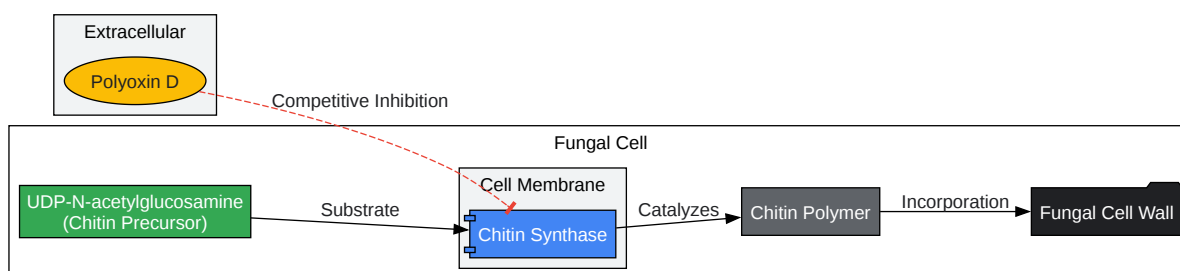 Extracellular
Polyoxin D
Competitive Inhibition
Fungal Cell
Cell Membrane
UDP-N-acetylglucosamine
(Chitin Precursor)
Substrate
Chitin Synthase
Catalyzes
Chitin Polymer
Incorporation
Fungal Cell Wall